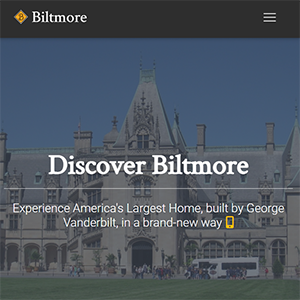 Biltmore
Discover Biltmore
Experience America's Largest Home, built by George
Vanderbilt, in a brand-new way